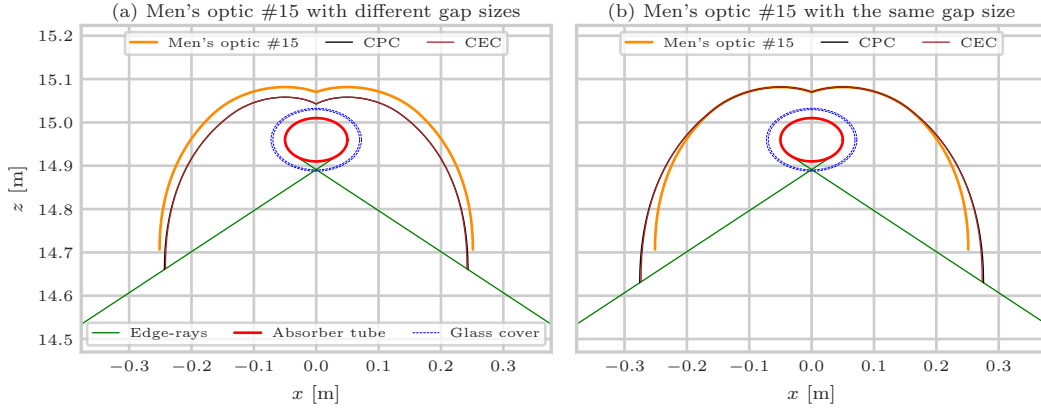 (a) Men's optic #15 with different gap sizes
(b) Men's optic #15 with the same gap size
Men's optic #15 CPC CEC
Men's optic #15 CPC CEC
15.2
15.1
15.0
14.9
14.8
14.7
14.6
14.5
z [m]
Edge-rays Absorber tube Glass cover
−0.3 −0.2 −0.1 0.0 0.1 0.2 0.3
−0.3 −0.2 −0.1 0.0 0.1 0.2 0.3
x [m]
x [m]